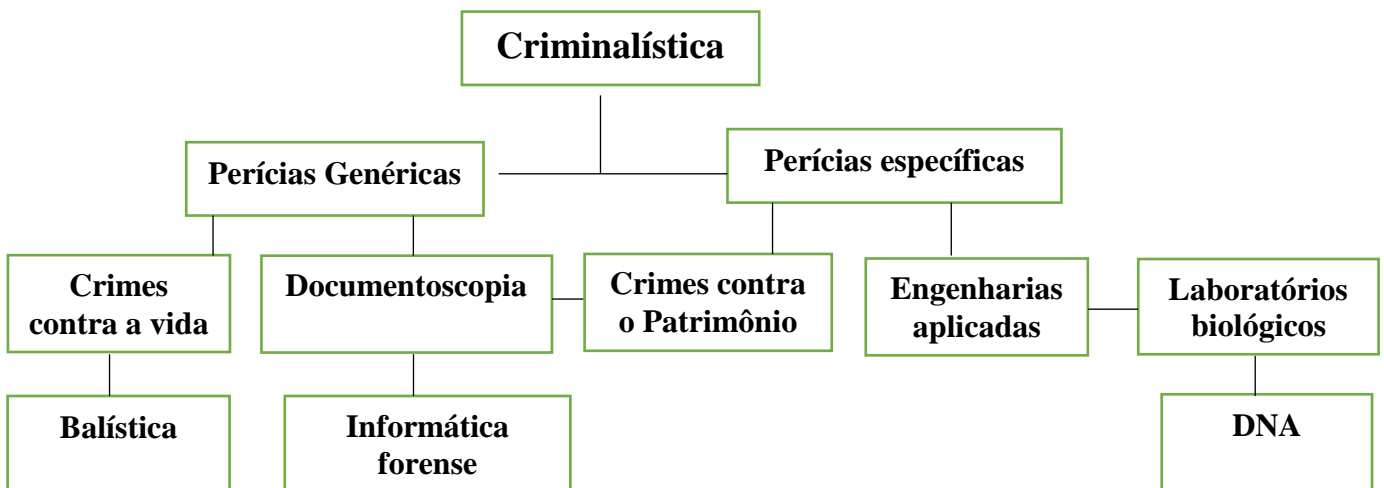 Criminalística
Perícias Genéricas
Perícias específicas
Crimes
contra a vida
Documentoscopia
Crimes contra
o Patrimônio
Engenharias
aplicadas
Laboratórios
biológicos
Balística
Informática
forense
DNA